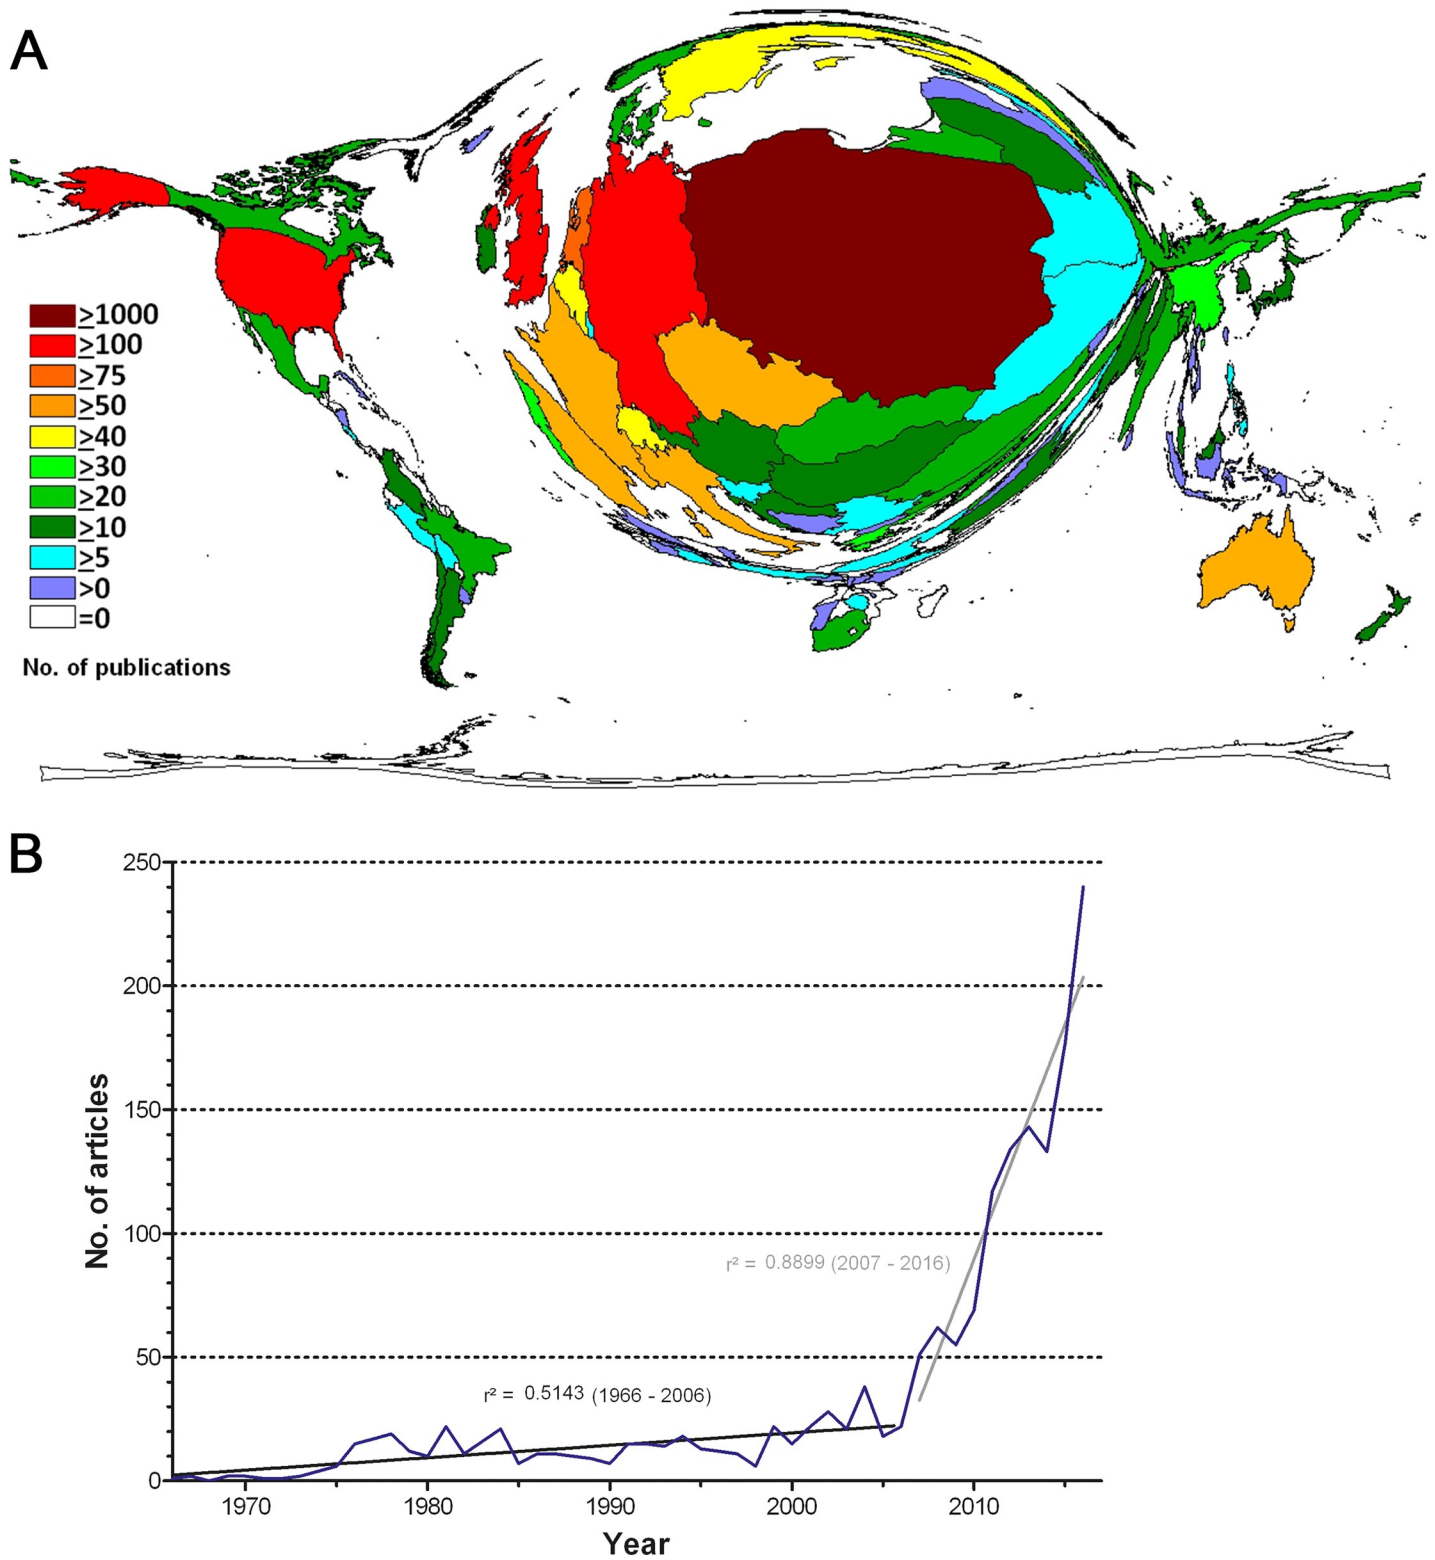 A
≥1000
≥100
≥75
≥50
≥40
≥30
≥20
≥10
≥5
>0
=0
No. of publications
B
250
200
150
100
50
0
No. of articles
r² = 0.8899 (2007 - 2016)
r² = 0.5143 (1966 - 2006)
1970 1980 1990 2000 2010
Year